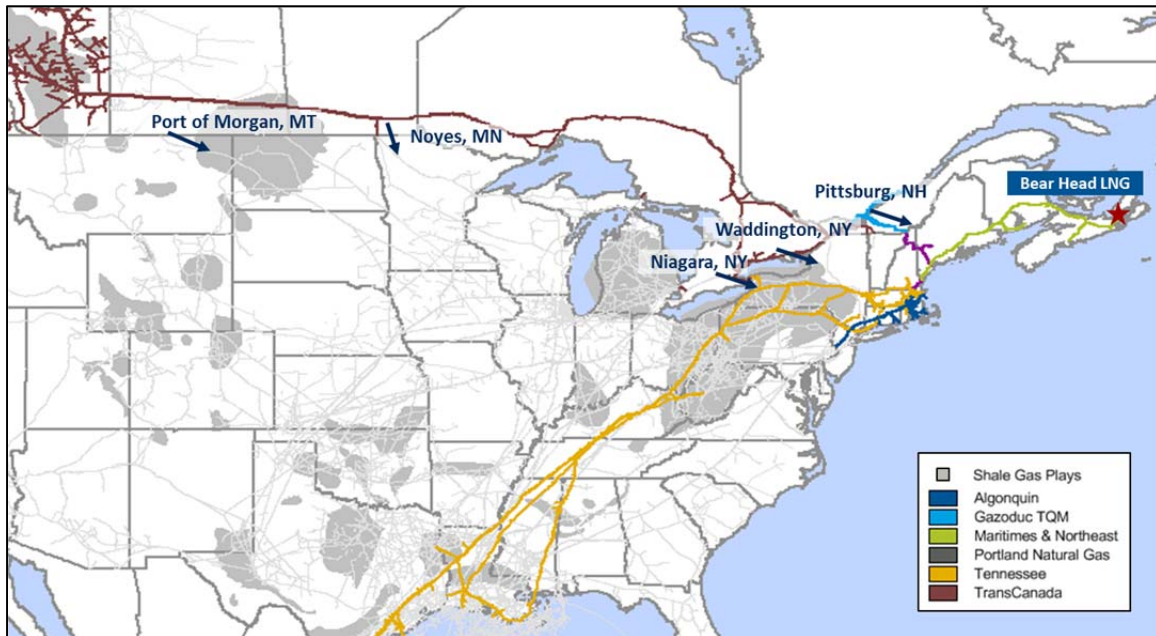 Port of Morgan, MT
Noyes, MN
Pittsburg, NH
Bear Head LNG
Waddington, NY
Niagara, NY
Shale Gas Plays
Algonquin
Gazoduc TQM
Maritimes & Northeast
Portland Natural Gas
Tennessee
TransCanada